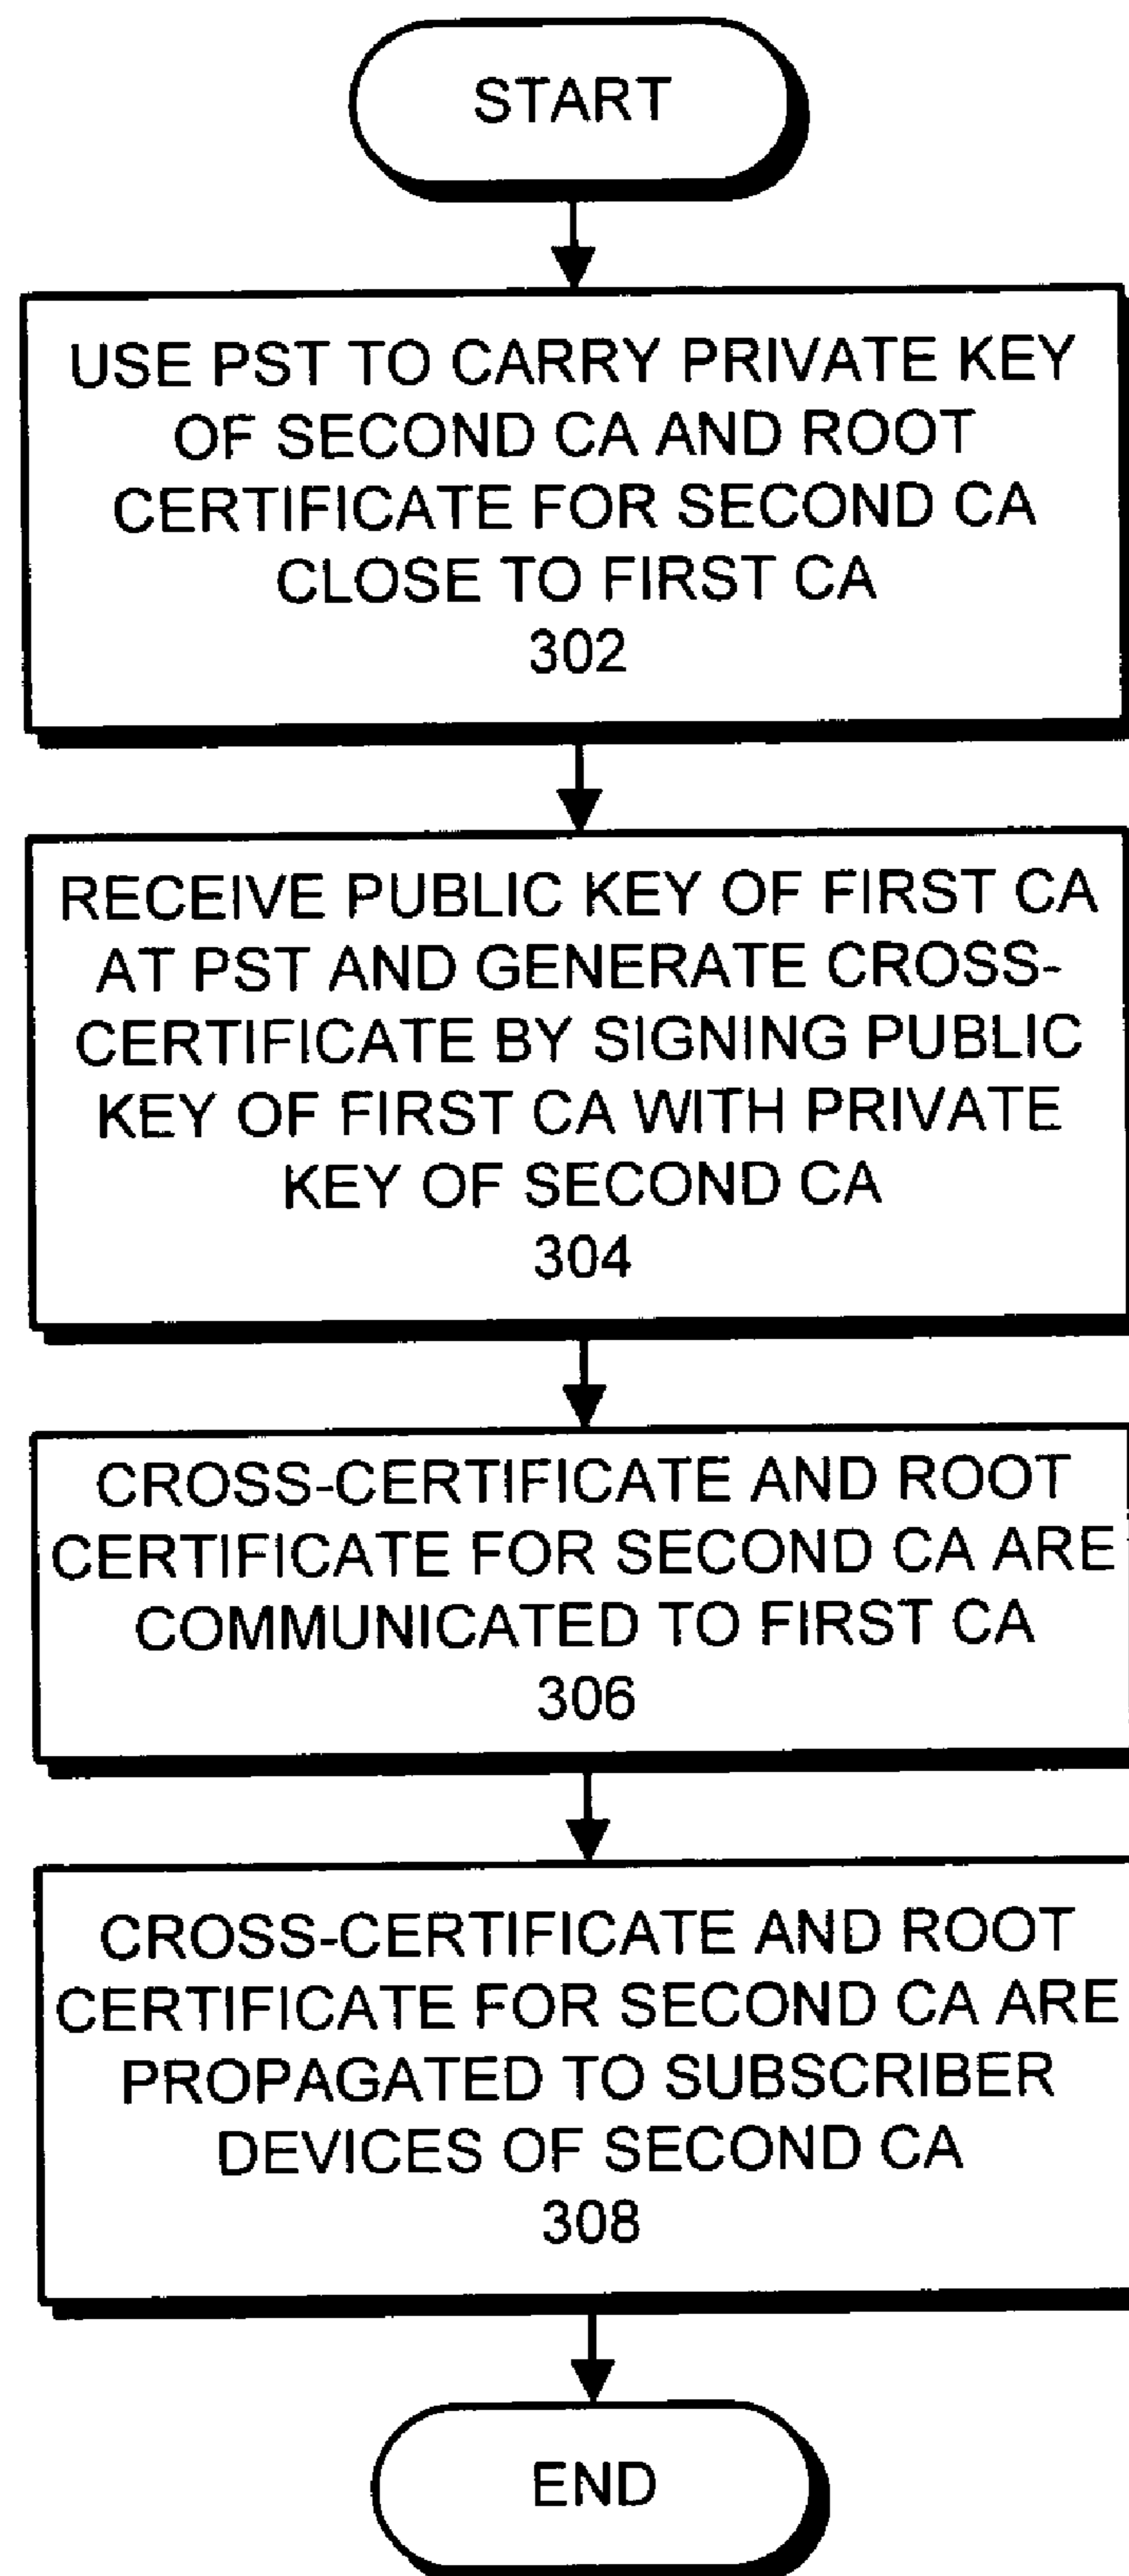 START
USE PST TO CARRY PRIVATE KEY
OF SECOND CA AND ROOT
CERTIFICATE FOR SECOND CA
CLOSE TO FIRST CA
302
RECEIVE PUBLIC KEY OF FIRST CA
AT PST AND GENERATE CROSS-
CERTIFICATE BY SIGNING PUBLIC
KEY OF FIRST CA WITH PRIVATE
KEY OF SECOND CA
304
CROSS-CERTIFICATE AND ROOT
CERTIFICATE FOR SECOND CA ARE
COMMUNICATED TO FIRST CA
306
CROSS-CERTIFICATE AND ROOT
CERTIFICATE FOR SECOND CA ARE
PROPAGATED TO SUBSCRIBER
DEVICES OF SECOND CA
308
END